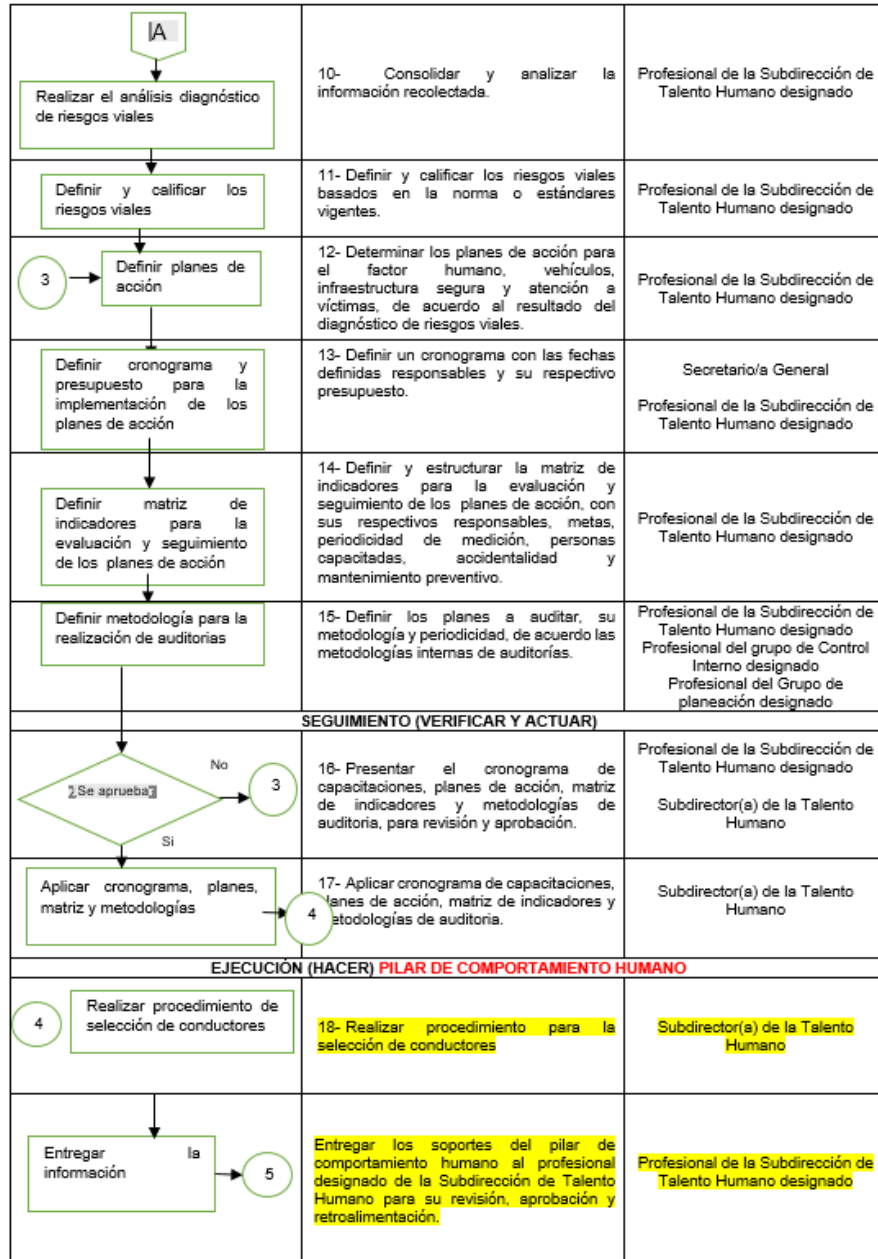 A
Realizar el análisis diagnóstico
de riesgos viales
10- Consolidar y analizar la
información recolectada.
Profesional de la Subdirección de
Talento Humano designado
Definir y calificar los
riesgos viales
11- Definir y calificar los riesgos viales
basados en la norma o estándares
vigentes.
Profesional de la Subdirección de
Talento Humano designado
3
Definir planes de
acción
12- Determinar los planes de acción para
el factor humano, vehículos,
infraestructura segura y atención a
víctimas, de acuerdo al resultado del
diagnóstico de riesgos viales.
Profesional de la Subdirección de
Talento Humano designado
Definir cronograma y
presupuesto para la
implementación de los
planes de acción
13- Definir un cronograma con las fechas
definidas responsables y su respectivo
presupuesto.
Secretario/a General
Profesional de la Subdirección de
Talento Humano designado
Definir matriz de
indicadores para la
evaluación y seguimiento
de los planes de acción
14- Definir y estructurar la matriz de
indicadores para la evaluación y
seguimiento de los planes de acción, con
sus respectivos responsables, metas,
periodicidad de medición, personas
capacitadas, accidentalidad y
mantenimiento preventivo.
Profesional de la Subdirección de
Talento Humano designado
Definir metodología para la
realización de auditorias
15- Definir los planes a auditar, su
metodología y periodicidad, de acuerdo las
metodologías internas de auditorías.
Profesional de la Subdirección de
Talento Humano designado
Profesional del grupo de Control
Interno designado
Profesional del Grupo de
planeación designado
SEGUIMIENTO (VERIFICAR Y ACTUAR)
¿Se aprueba?
No
3
Si
16- Presentar el cronograma de
capacitaciones, planes de acción, matriz
de indicadores y metodologías de
auditoria, para revisión y aprobación.
Profesional de la Subdirección de
Talento Humano designado
Subdirector(a) de la Talento
Humano
Aplicar cronograma, planes,
matriz y metodologías
4
17- Aplicar cronograma de capacitaciones,
planes de acción, matriz de indicadores y
metodologías de auditoria.
Subdirector(a) de la Talento
Humano
EJECUCIÓN (HACER) PILAR DE COMPORTAMIENTO HUMANO
4
Realizar procedimiento de
selección de conductores
18- Realizar procedimiento para la
selección de conductores
Subdirector(a) de la Talento
Humano
Entregar la
información
5
Entregar los soportes del pilar de
comportamiento humano al profesional
designado de la Subdirección de Talento
Humano para su revisión, aprobación y
retroalimentación.
Profesional de la Subdirección de
Talento Humano designado